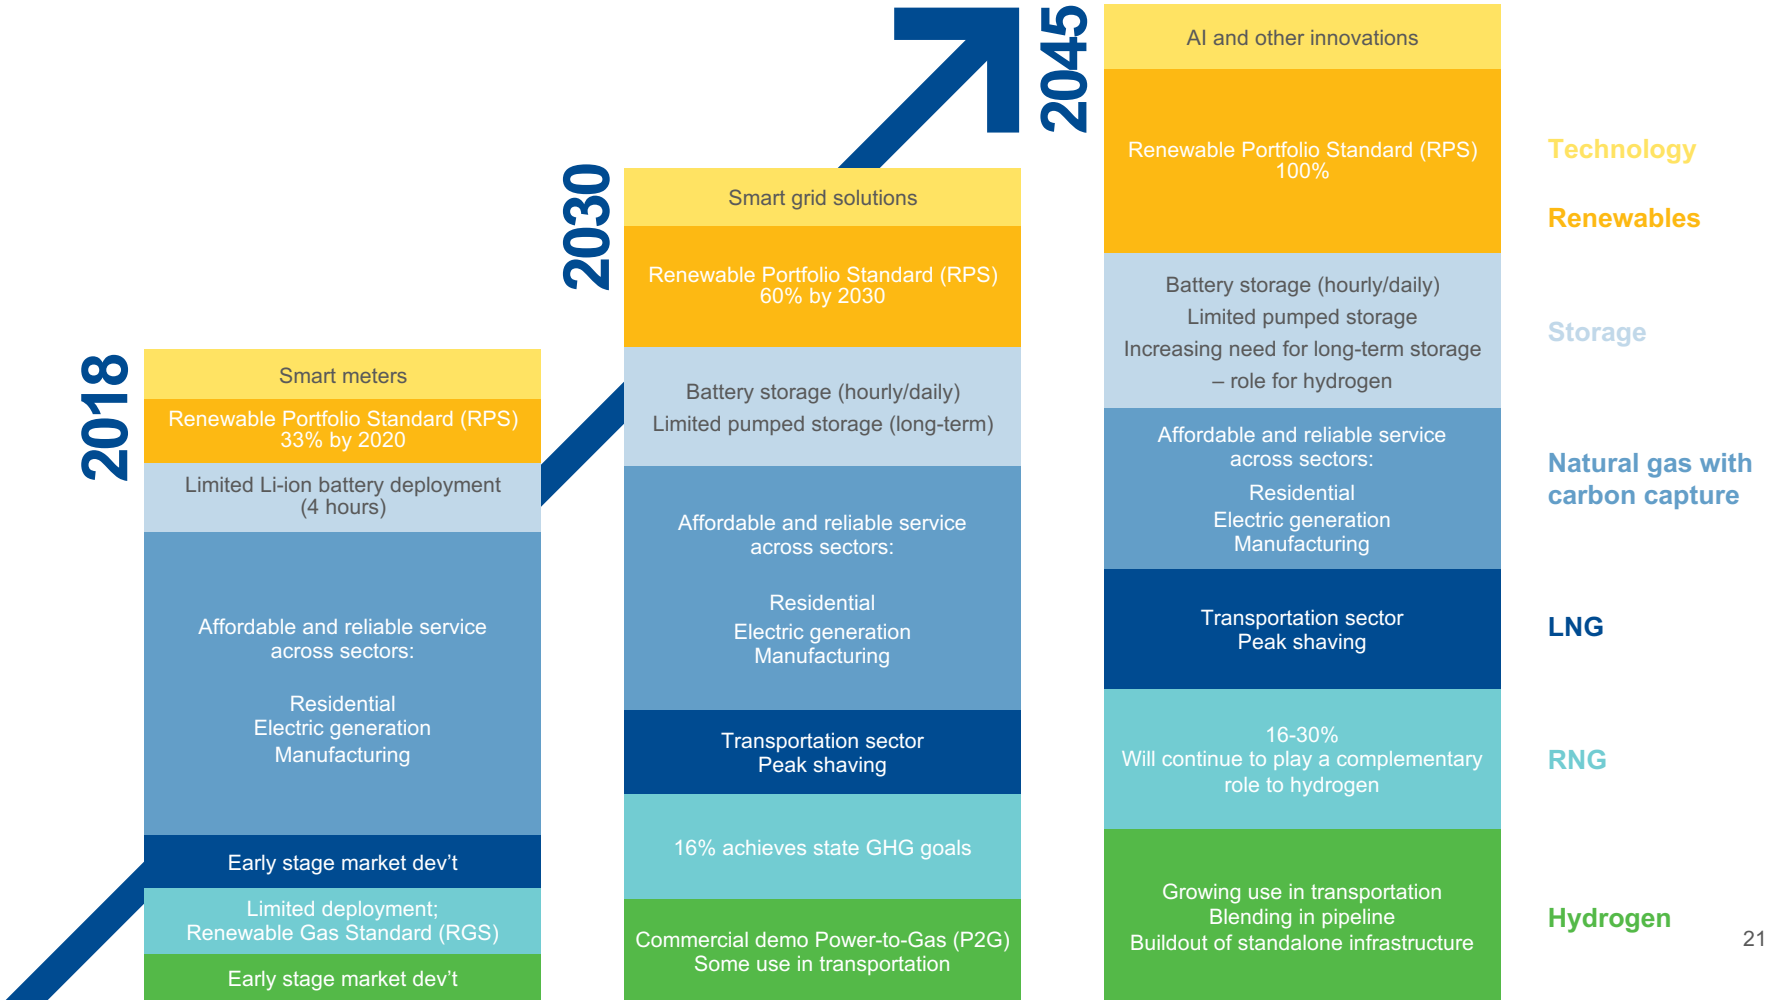 2018
Smart meters
Renewable Portfolio Standard (RPS)
33% by 2020
Limited Li-ion battery deployment
(4 hours)
Affordable and reliable service
across sectors:
Residential
Electric generation
Manufacturing
Early stage market dev’t
Limited deployment;
Renewable Gas Standard (RGS)
Early stage market dev’t
2030
Smart grid solutions
Renewable Portfolio Standard (RPS)
60% by 2030
Battery storage (hourly/daily)
Limited pumped storage (long-term)
Affordable and reliable service
across sectors:
Residential
Electric generation
Manufacturing
Transportation sector
Peak shaving
16% achieves state GHG goals
Commercial demo Power-to-Gas (P2G)
Some use in transportation
2045
AI and other innovations
Renewable Portfolio Standard (RPS)
100%
Battery storage (hourly/daily)
Limited pumped storage
Increasing need for long-term storage
– role for hydrogen
Affordable and reliable service
across sectors:
Residential
Electric generation
Manufacturing
Transportation sector
Peak shaving
16-30%
Will continue to play a complementary
role to hydrogen
Growing use in transportation
Blending in pipeline
Buildout of standalone infrastructure
Technology
Renewables
Storage
Natural gas with
carbon capture
LNG
RNG
Hydrogen
21